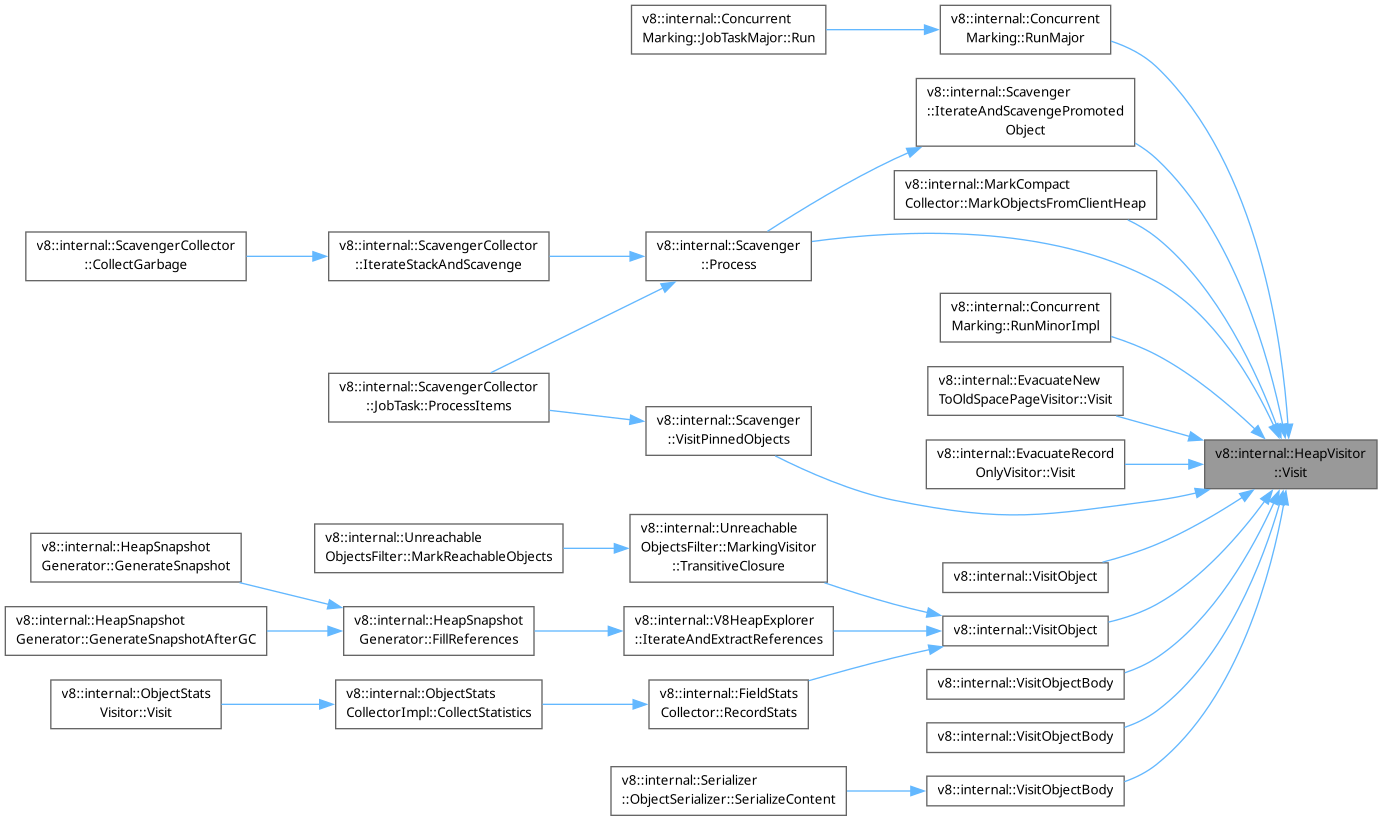 v8::internal::Concurrent
Marking::JobTaskMajor::Run
v8::internal::Concurrent
Marking::RunMajor
v8::internal::Scavenger
::IterateAndScavengePromoted
Object
v8::internal::MarkCompact
Collector::MarkObjectsFromClientHeap
v8::internal::ScavengerCollector
::CollectGarbage
v8::internal::ScavengerCollector
::IterateStackAndScavenge
v8::internal::Scavenger
::Process
v8::internal::Concurrent
Marking::RunMinorImpl
v8::internal::EvacuateNew
ToOldSpacePageVisitor::Visit
v8::internal::ScavengerCollector
::JobTask::ProcessItems
v8::internal::Scavenger
::VisitPinnedObjects
v8::internal::EvacuateRecord
OnlyVisitor::Visit
v8::internal::HeapVisitor
::Visit
v8::internal::HeapSnapshot
Generator::GenerateSnapshot
v8::internal::Unreachable
ObjectsFilter::MarkReachableObjects
v8::internal::Unreachable
ObjectsFilter::MarkingVisitor
::TransitiveClosure
v8::internal::VisitObject
v8::internal::HeapSnapshot
Generator::GenerateSnapshotAfterGC
v8::internal::HeapSnapshot
Generator::FillReferences
v8::internal::V8HeapExplorer
::IterateAndExtractReferences
v8::internal::VisitObject
v8::internal::ObjectStats
Visitor::Visit
v8::internal::ObjectStats
CollectorImpl::CollectStatistics
v8::internal::FieldStats
Collector::RecordStats
v8::internal::VisitObjectBody
v8::internal::VisitObjectBody
v8::internal::Serializer
::ObjectSerializer::SerializeContent
v8::internal::VisitObjectBody